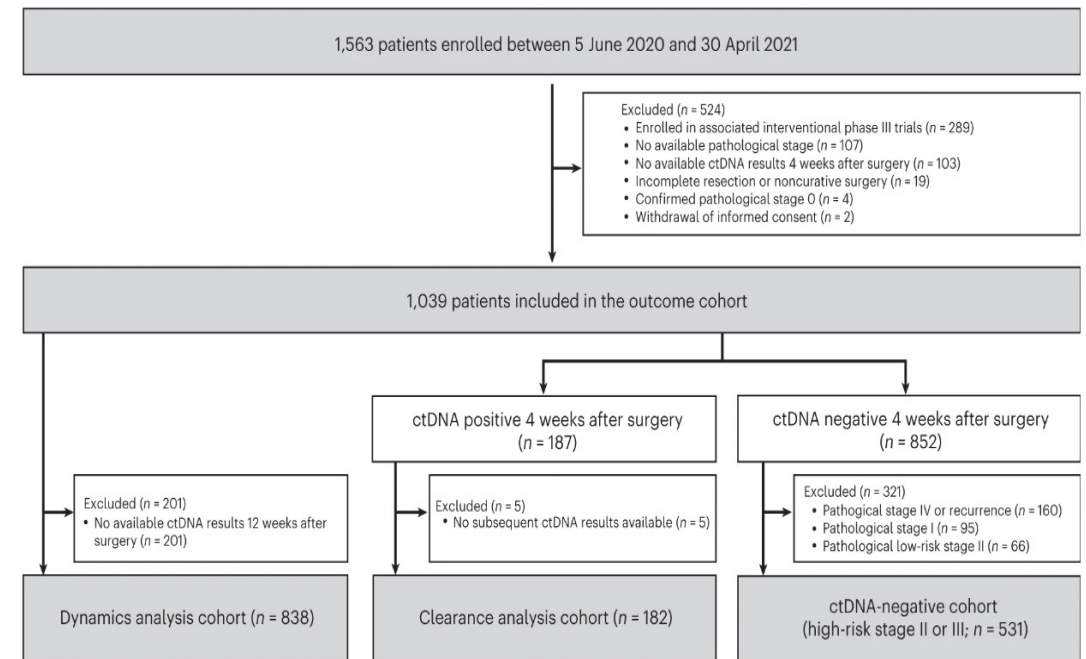 1,563 patients enrolled between 5 June 2020 and 30 April 2021
Excluded (n = 524)
• Enrolled in associated interventional phase III trials (n = 289)
• No available pathological stage (n = 107)
• No available ctDNA results 4 weeks after surgery (n = 103)
• Incomplete resection or noncurative surgery (n = 19)
• Confirmed pathological stage 0 (n = 4)
• Withdrawal of informed consent (n = 2)
1,039 patients included in the outcome cohort
ctDNA positive 4 weeks after surgery
(n = 187)
ctDNA negative 4 weeks after surgery
(n = 852)
Excluded (n = 201)
• No available ctDNA results 12 weeks after
surgery (n = 201)
Excluded (n = 5)
• No subsequent ctDNA results available (n = 5)
Excluded (n = 321)
• Pathogical stage IV or recurrence (n = 160)
• Pathological stage I (n = 95)
• Pathological low-risk stage II (n = 66)
Dynamics analysis cohort (n = 838)
Clearance analysis cohort (n = 182)
ctDNA-negative cohort
(high-risk stage II or III; n = 531)